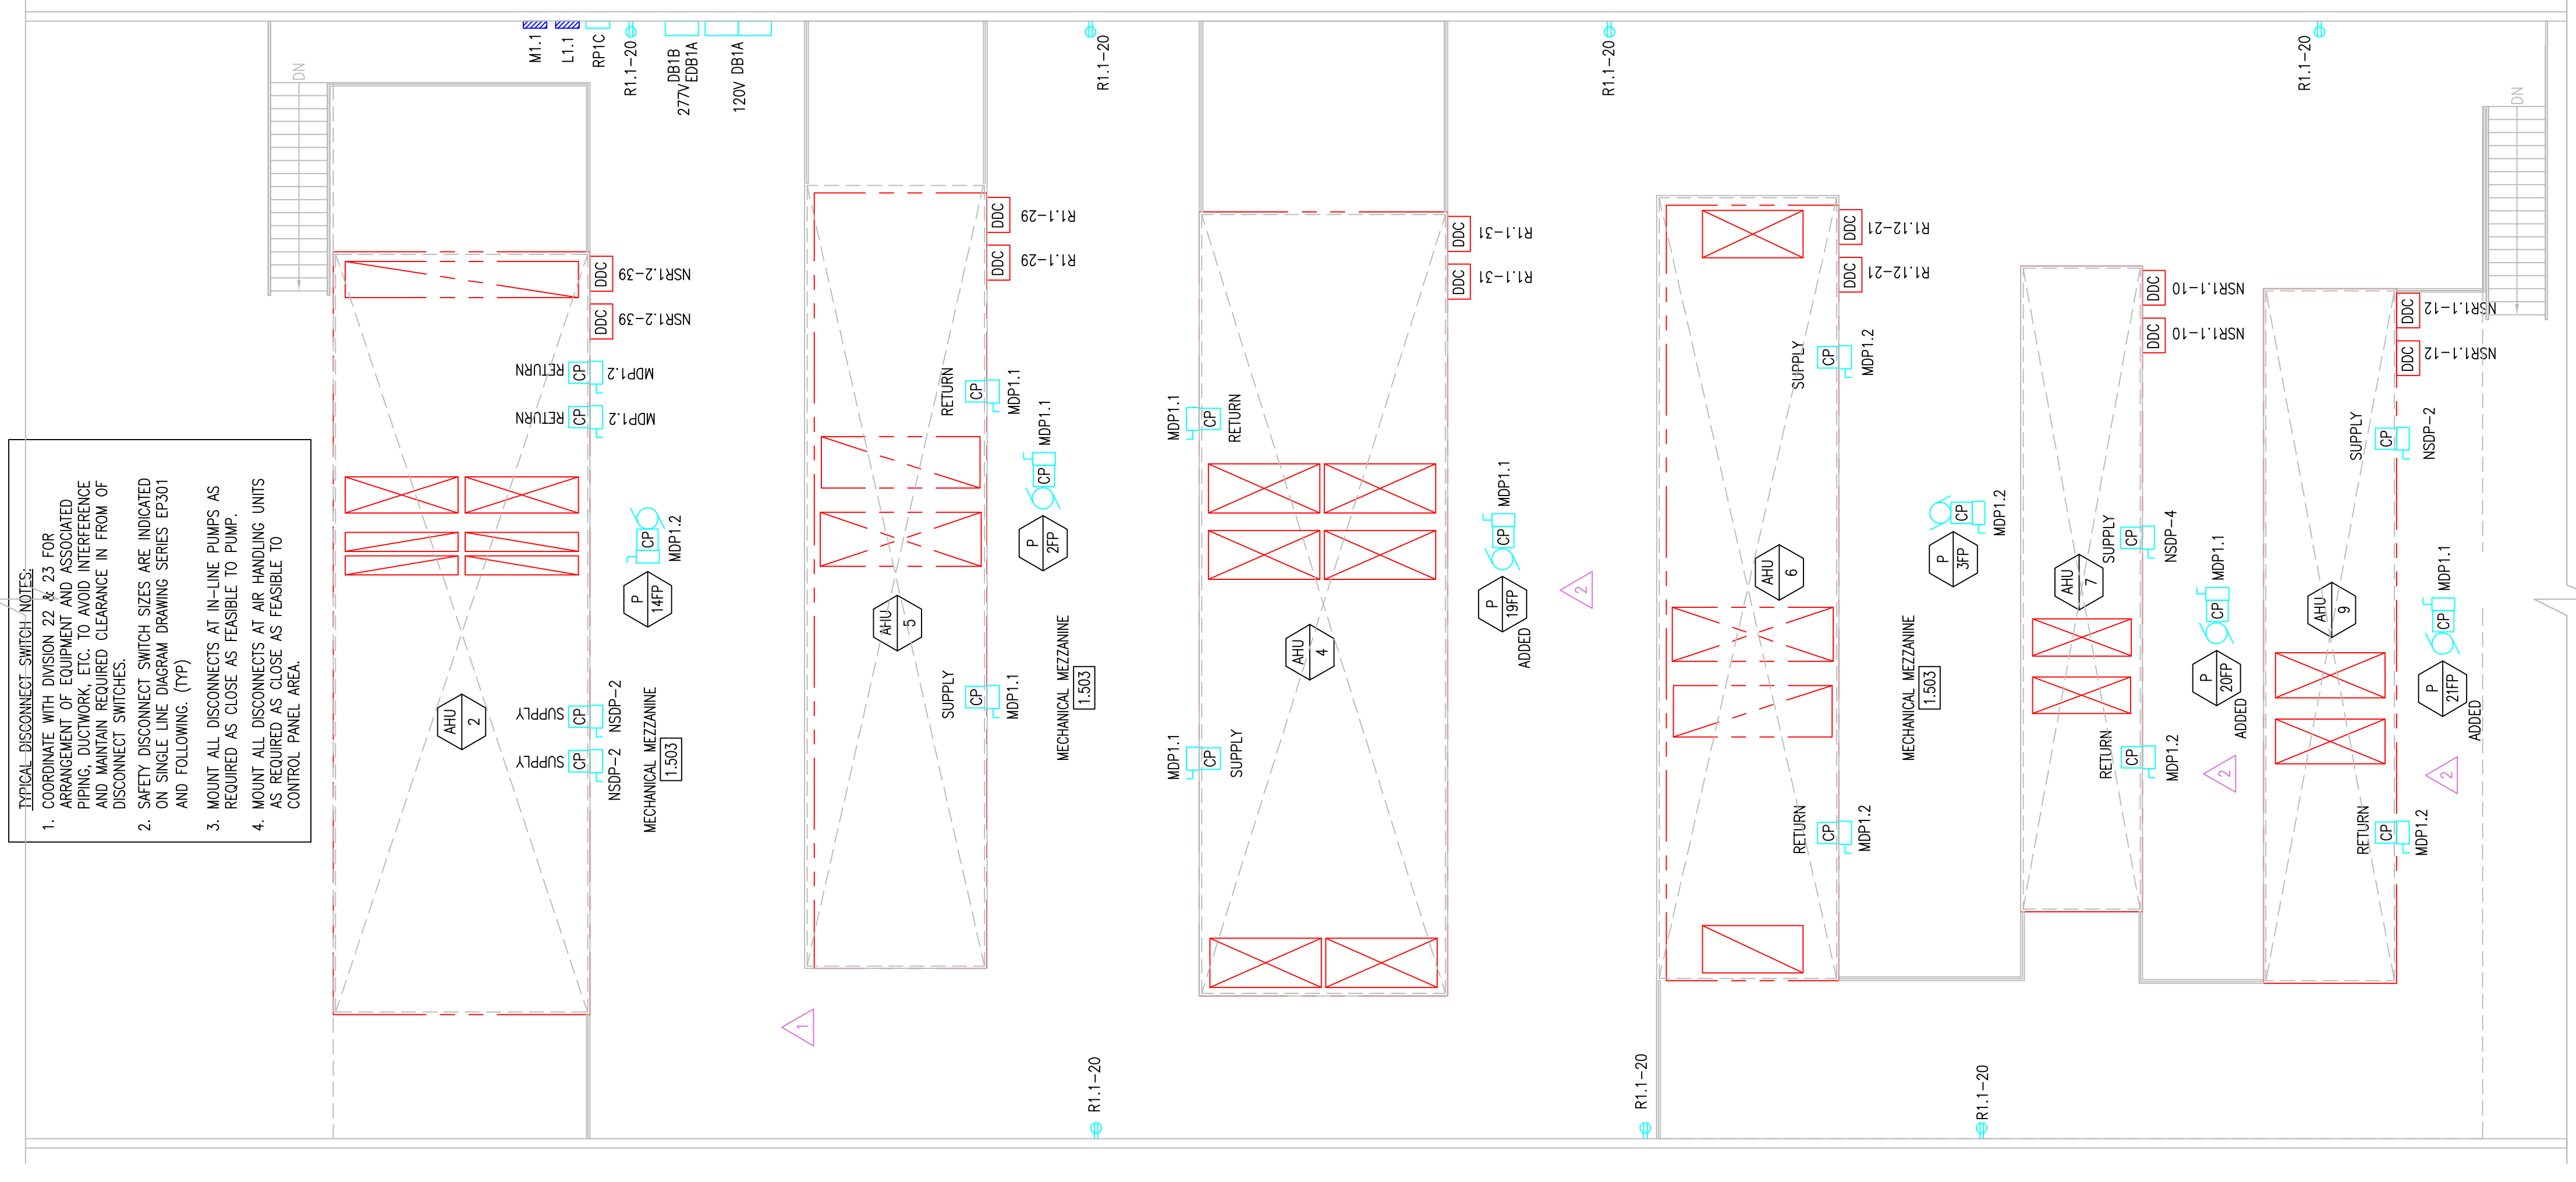 TYPICAL DISCONNECT SWITCH NOTES:
1. COORDINATE WITH DIVISION 22 & 23 FOR
ARRANGEMENT OF EQUIPMENT AND ASSOCIATED
PIPING, DUCTWORK, ETC. TO AVOID INTERFERENCE
AND MAINTAIN REQUIRED CLEARANCE IN FROM OF
DISCONNECT SWITCHES.
2. SAFETY DISCONNECT SWITCH SIZES ARE INDICATED
ON SINGLE LINE DIAGRAM DRAWING SERIES EP301
AND FOLLOWING. (TYP)
3. MOUNT ALL DISCONNECTS AT IN-LINE PUMPS AS
REQUIRED AS CLOSE AS FEASIBLE TO PUMP.
4. MOUNT ALL DISCONNECTS AT AIR HANDLING UNITS
AS REQUIRED AS CLOSE AS FEASIBLE TO
CONTROL PANEL AREA.
DN
M1.1
L1.1
RP1C
R1.1-20
277V DB1B
EDB1A
120V DB1A
R1.1-20
R1.1-20
R1.1-20
DN
DDC
NSR1.2-39
DDC
NSR1.2-39
RETURN
CP
MDP1.2
RETURN
CP
MDP1.2
AHU
2
SUPPLY
CP
NSDP-2
SUPPLY
CP
NSDP-2
CP
MDP1.2
P
14FP
MECHANICAL MEZZANINE
1.503
DDC
R1.1-29
DDC
R1.1-29
RETURN
CP
MDP1.1
AHU
5
SUPPLY
CP
MDP1.1
CP
MDP1.1
P
2FP
MECHANICAL MEZZANINE
1.503
1
R1.1-20
MDP1.1
CP
RETURN
MDP1.1
CP
SUPPLY
AHU
4
DDC
R1.1-31
DDC
R1.1-31
CP
MDP1.1
P
19FP
ADDED
2
R1.1-20
DDC
R1.12-21
DDC
R1.12-21
SUPPLY
CP
MDP1.2
AHU
6
RETURN
CP
MDP1.2
CP
MDP1.2
P
3FP
MECHANICAL MEZZANINE
1.503
R1.1-20
DDC
NSR1.1-10
DDC
NSR1.1-10
AHU
7
SUPPLY
CP
NSDP-4
RETURN
CP
MDP1.2
CP
MDP1.1
P
20FP
ADDED
2
DDC
NSR1.1-12
DDC
NSR1.1-12
SUPPLY
CP
NSDP-2
AHU
9
RETURN
CP
MDP1.2
CP
MDP1.1
P
21FP
ADDED
2